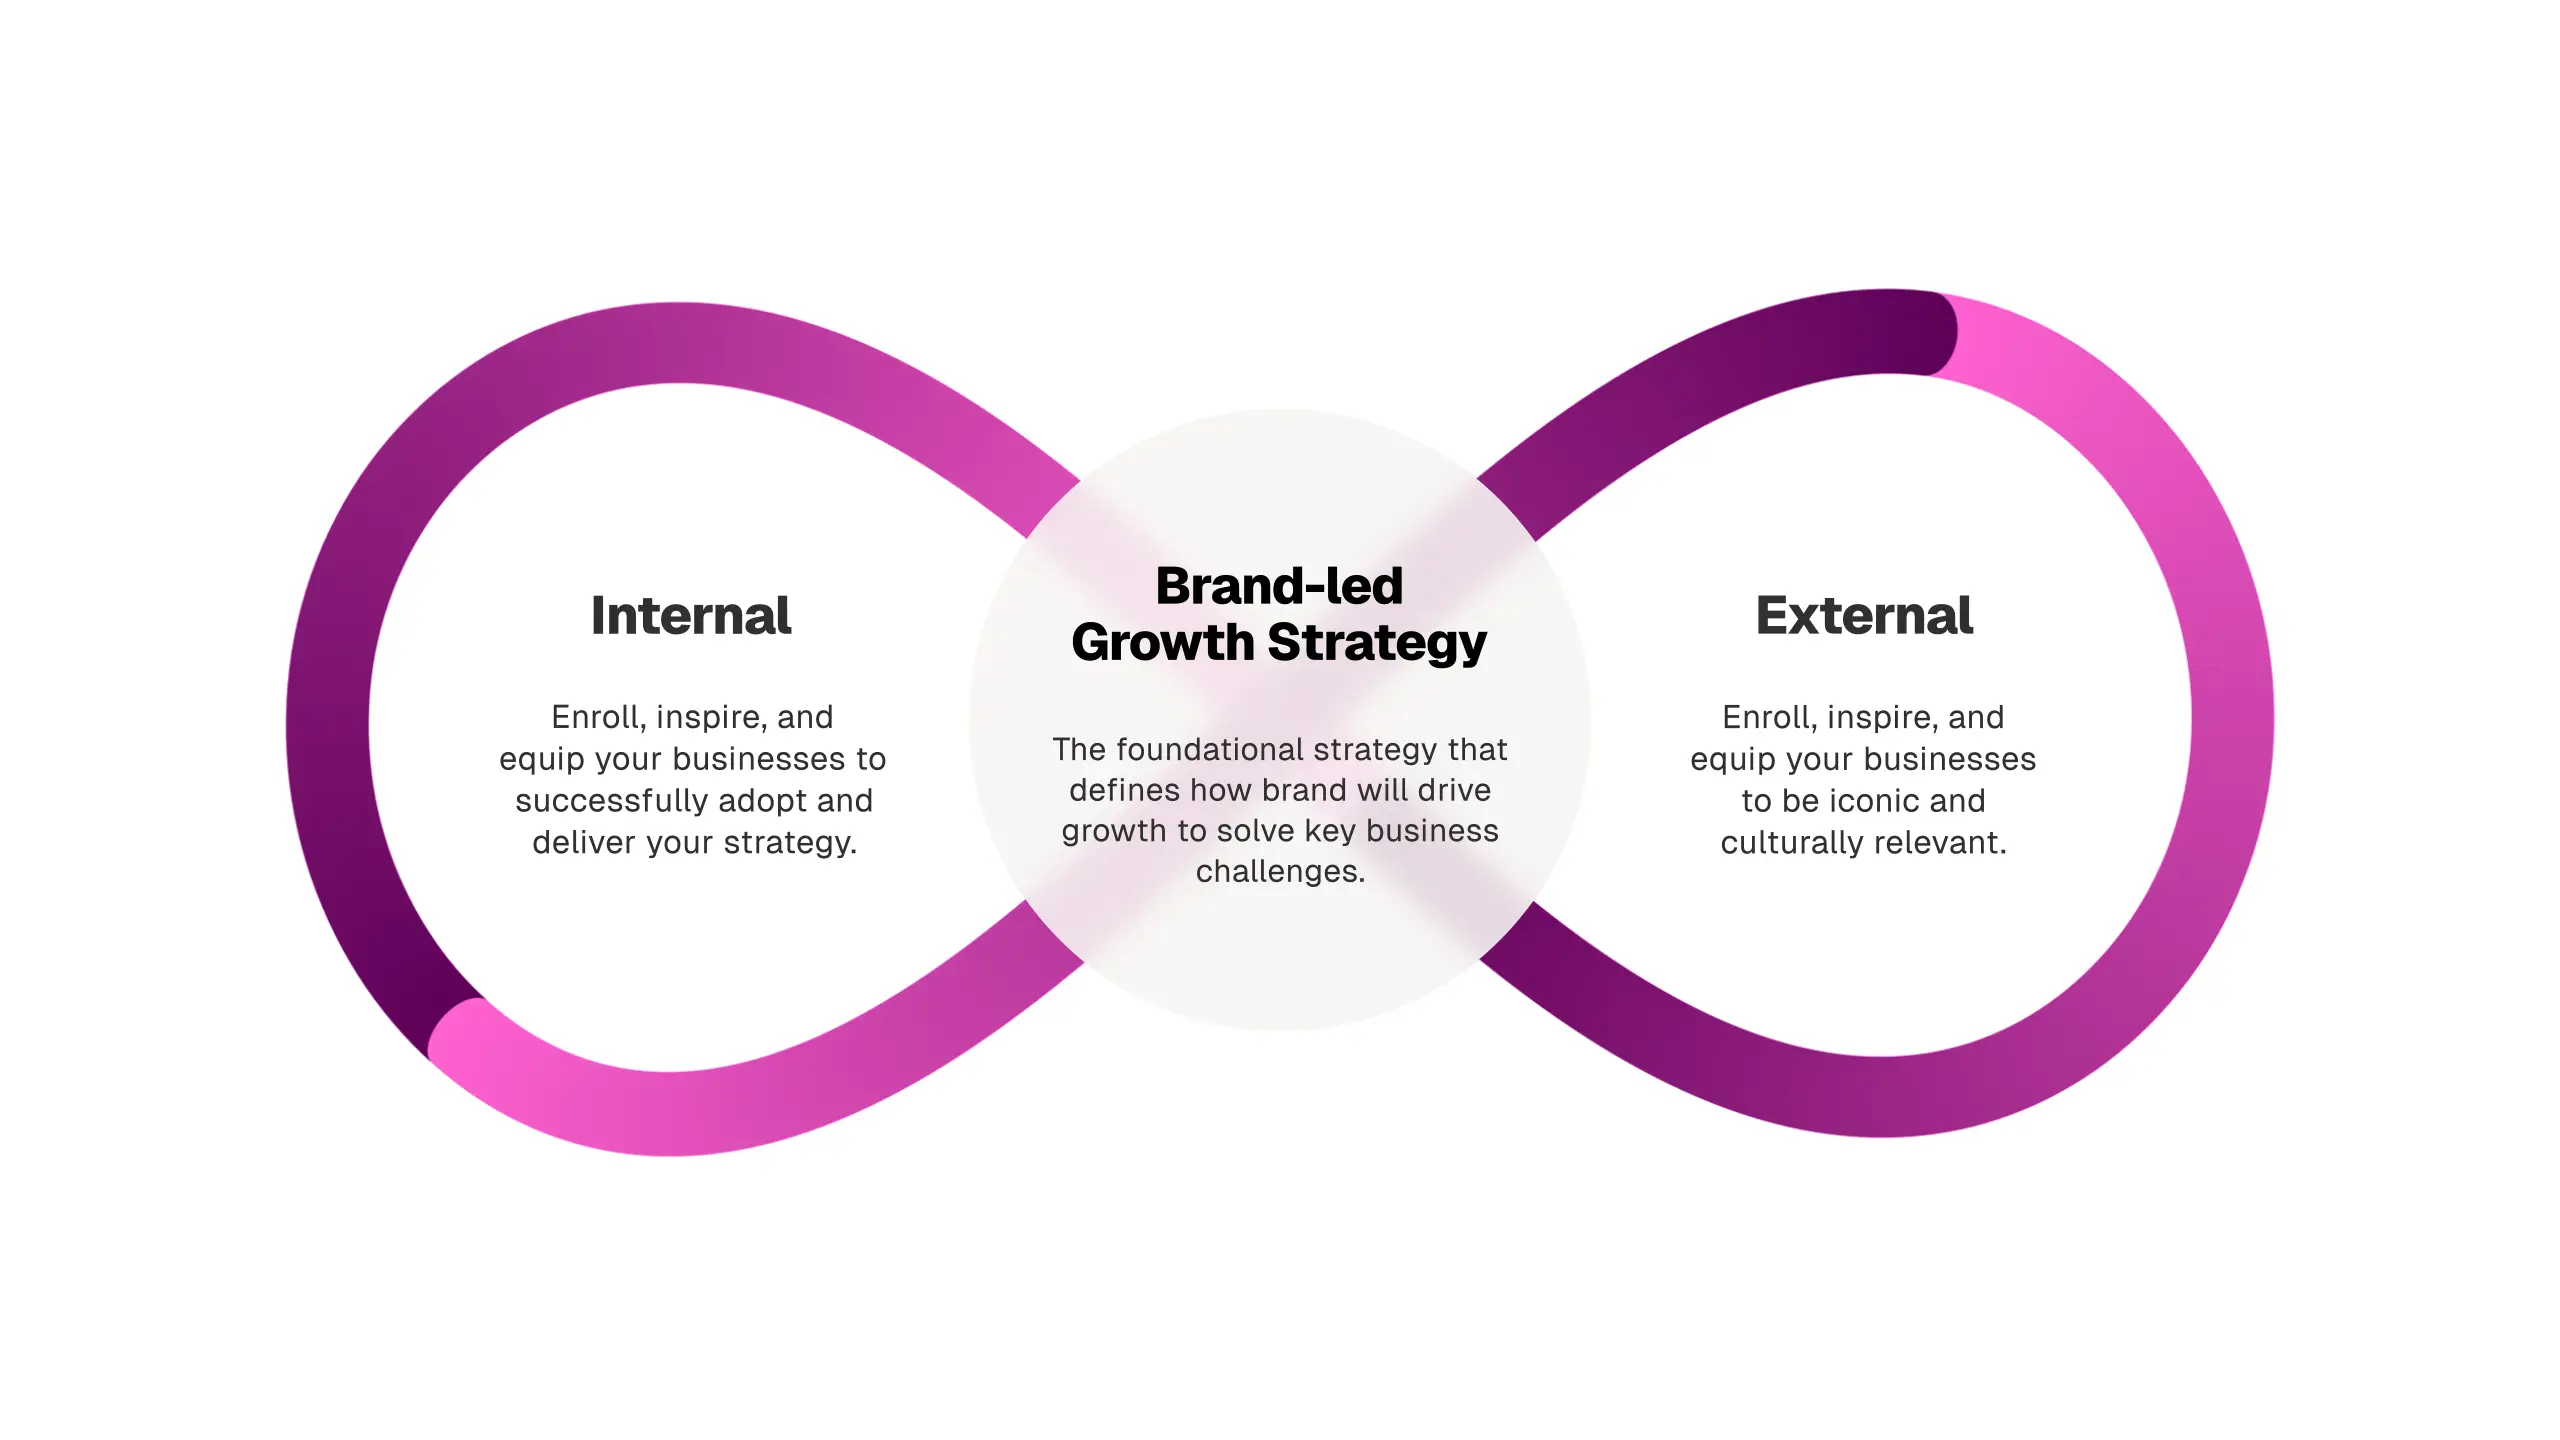 Internal
Enroll, inspire, and
equip your businesses to
successfully adopt and
deliver your strategy.
Brand-led
Growth Strategy
The foundational strategy that
defines how brand will drive
growth to solve key business
challenges.
External
Enroll, inspire, and
equip your businesses
to be iconic and
culturally relevant.